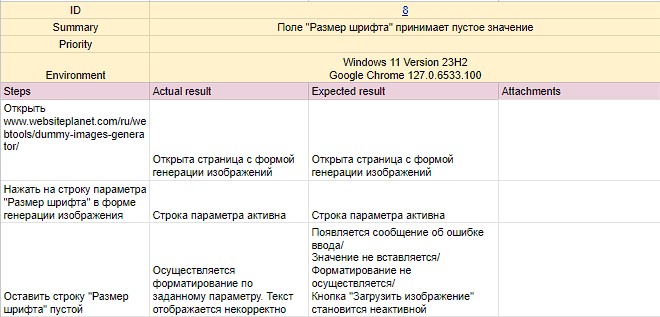 ID 8
Summary Поле "Размер шрифта" принимает пустое значение
Priority
Windows 11 Version 23H2
Environment Google Chrome 127.0.6533.100
Steps Actual result Expected result Attachments
Открыть
www.websiteplanet.com/ru/we
btools/dummy-images-genera
tor/
Открыта страница с формой
генерации изображений
Открыта страница с формой
генерации изображений
Нажать на строку параметра
"Размер шрифта" в форме
генерации изображения
Строка параметра активна
Строка параметра активна
Оставить строку "Размер
шрифта" пустой
Осуществляется
форматирование по
заданному параметру. Текст
отображается некорректно
Появляется сообщение об ошибке
ввода/
Значение не вставляется/
Форматирование не
осуществляется/
Кнопка "Загрузить изображение"
становится неактивной